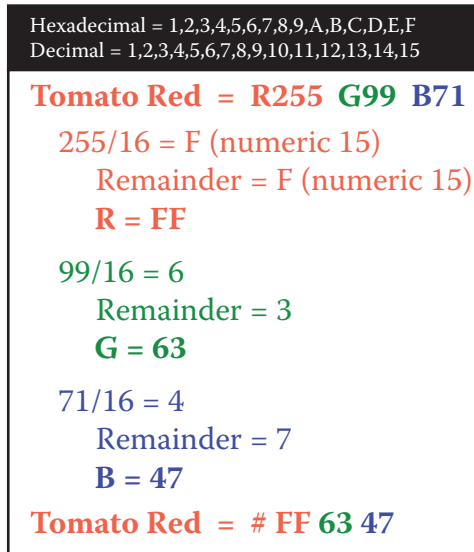 Hexadecimal = 1,2,3,4,5,6,7,8,9,A,B,C,D,E,F
Decimal = 1,2,3,4,5,6,7,8,9,10,11,12,13,14,15
Tomato Red = R255 G99 B71
255/16 = F (numeric 15)
Remainder = F (numeric 15)
R = FF
99/16 = 6
Remainder = 3
G = 63
71/16 = 4
Remainder = 7
B = 47
Tomato Red = # FF 63 47